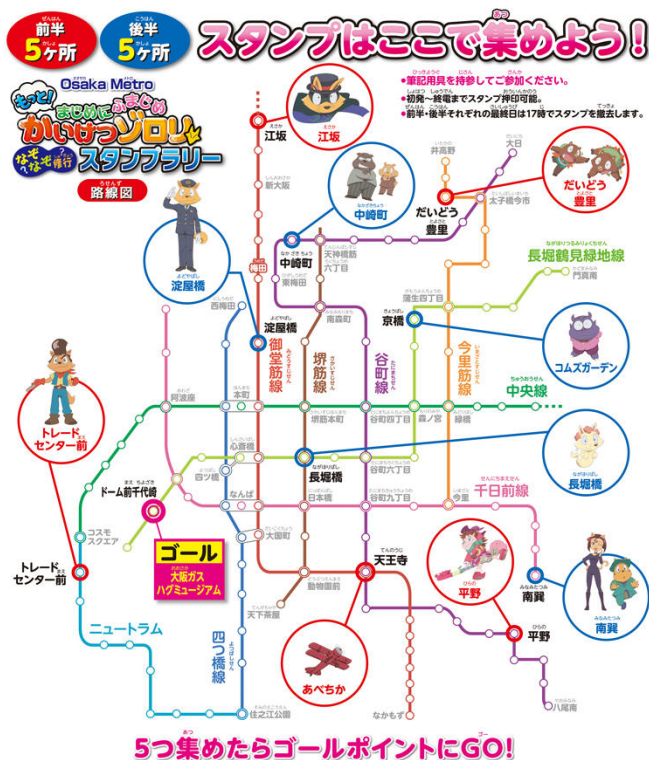 前半
5ヶ所
後半
5ヶ所
スタンプはここで集めよう!
●筆記用具を持参してご参加ください。
●初発~終電までスタンプ押印可能。
●前半・後半それぞれの最終日は17時でスタンプを撤去します。
Osaka Metro
もっと!
まじめにふまじめ
かいけつゾロリ
なぞなぞ修行
スタンプラリー
路線図
江坂
江坂
新大阪
中崎町
中崎町
天神橋筋
六丁目
東梅田
梅田
西梅田
井高野
大日
太子橋今市
だいどう
豊里
だいどう
豊里
長堀鶴見緑地線
門真南
淀屋橋
淀屋橋
南森町
蒲生四丁目
京橋
コムズガーデン
御堂筋線
堺筋線
谷町線
今里筋線
中央線
トレード
センター前
阿波座
本町
堺筋本町
谷町四丁目
森ノ宮
緑橋
心斎橋
四ツ橋
長堀橋
長堀橋
谷町六丁目
ドーム前千代崎
なんば
日本橋
谷町九丁目
今里
千日前線
コスモ
スクエア
ゴール
大阪ガス
ハグミュージアム
大国町
動物園前
天王寺
平野
平野
南巽
南巽
トレード
センター前
天下茶屋
ニュートラム
四つ橋線
あべちか
住之江公園
なかもず
八尾南
5つ集めたらゴールポイントにGO!